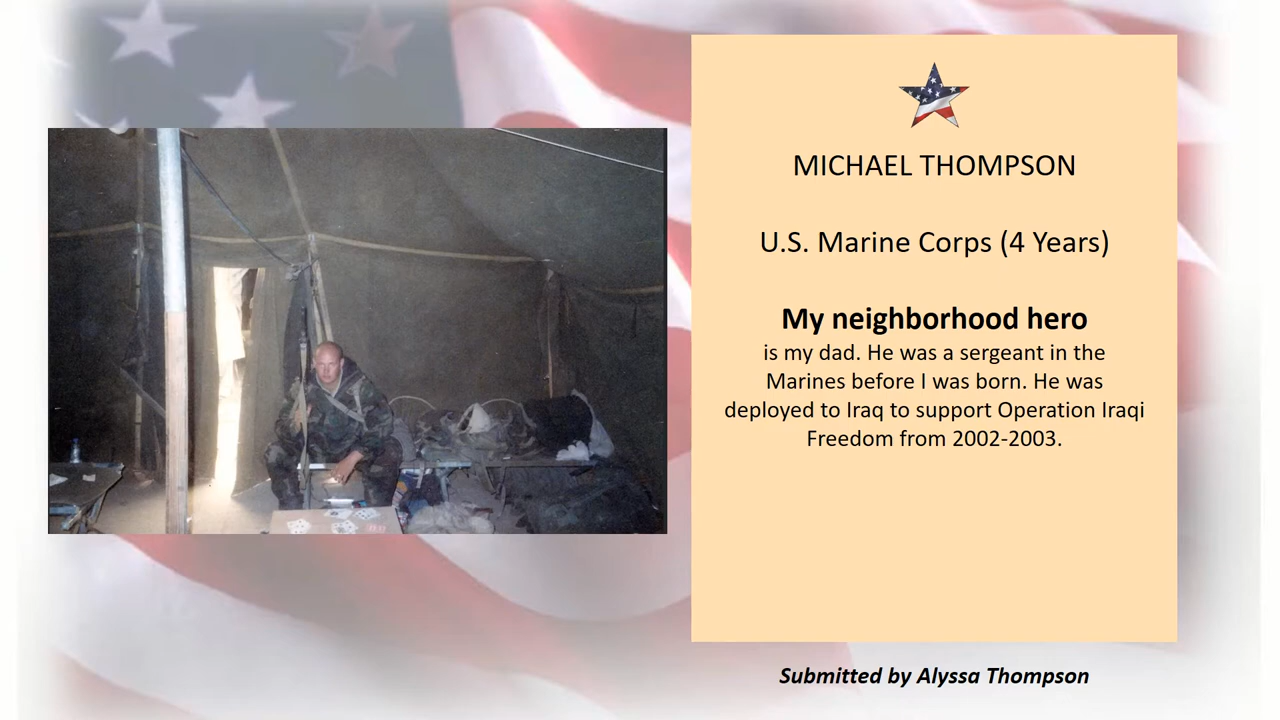 MICHAEL THOMPSON
U.S. Marine Corps (4 Years)
My neighborhood hero
is my dad. He was a sergeant in the
Marines before I was born. He was
deployed to Iraq to support Operation Iraqi
Freedom from 2002-2003.
Submitted by Alyssa Thompson